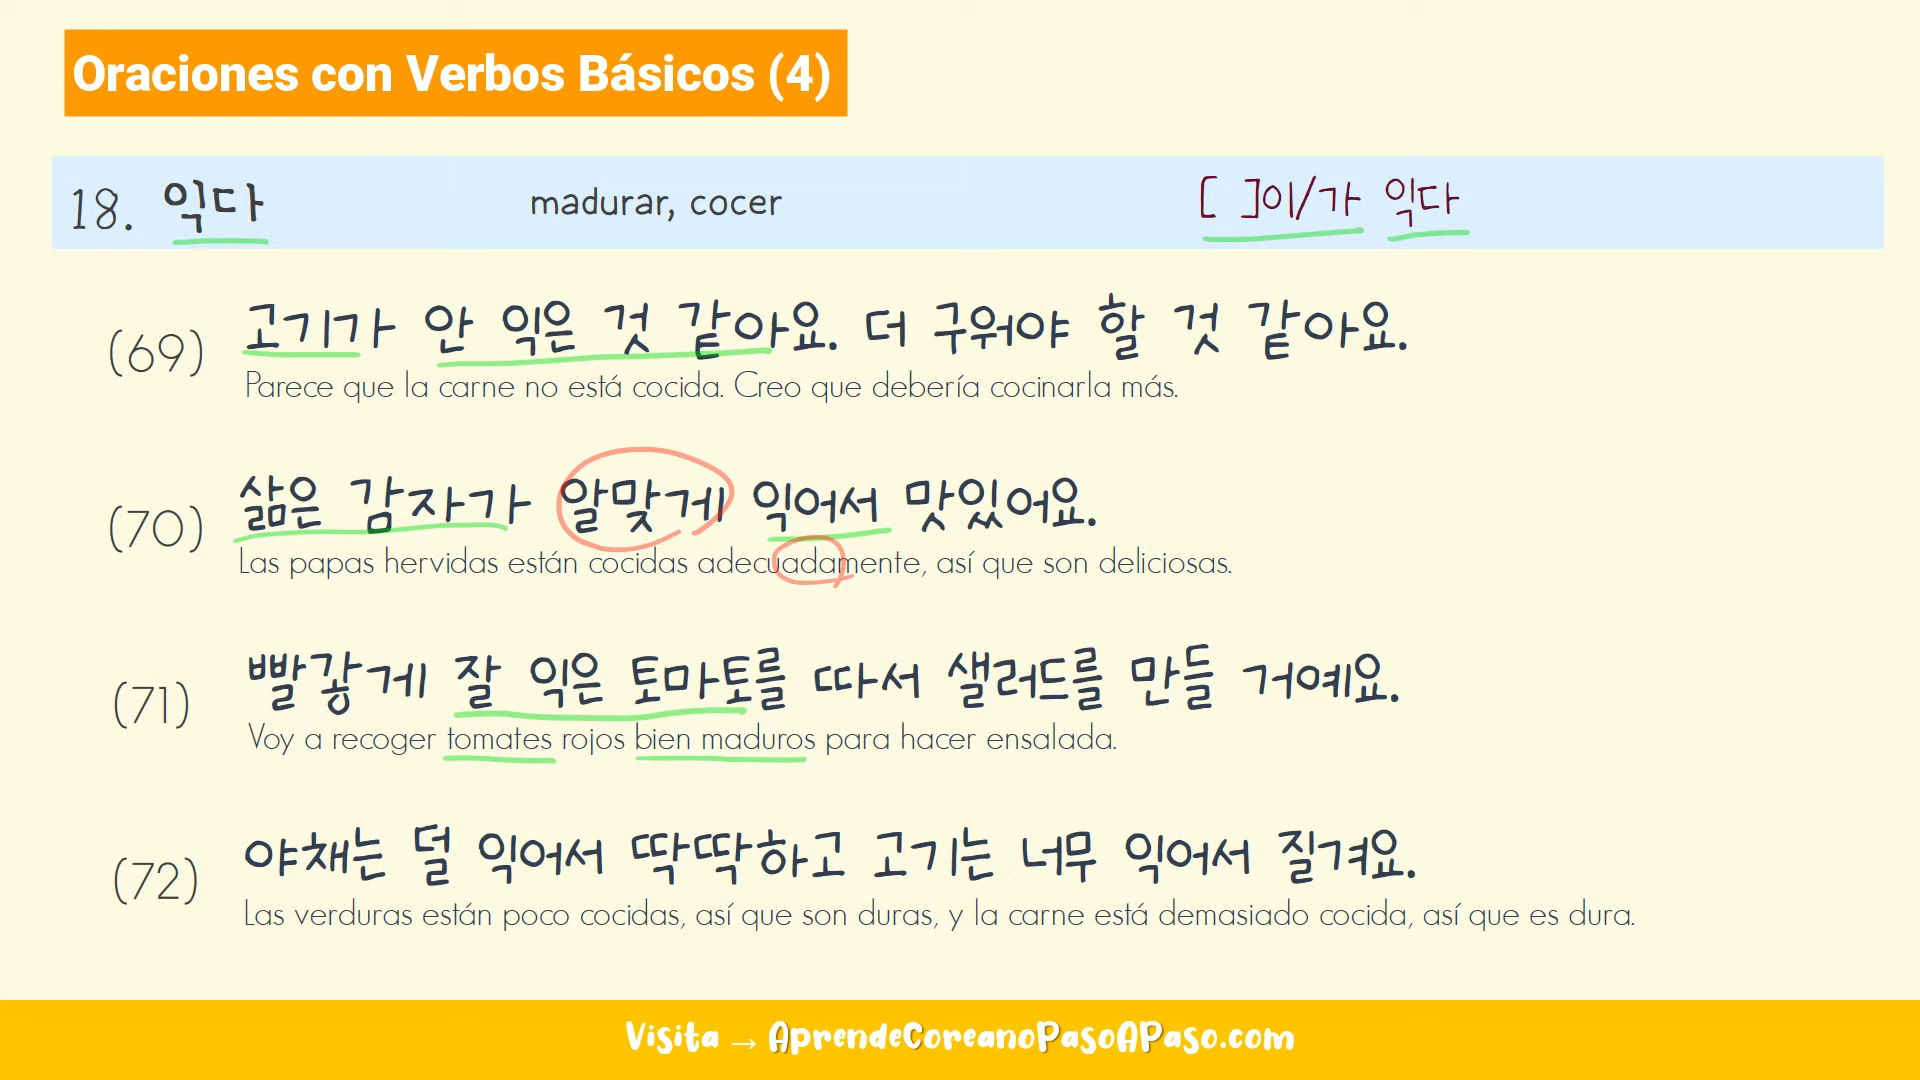 Oraciones con Verbos Básicos (4)
18. 익다 madurar, cocer [ ]이/가 익다
(69) 고기가 안 익은 것 같아요. 더 구워야 할 것 같아요.
Parece que la carne no está cocida. Creo que debería cocinarla más.
(70) 삶은 감자가 알맞게 익어서 맛있어요.
Las papas hervidas están cocidas adecuadamente, así que son deliciosas.
(71) 빨갛게 잘 익은 토마토를 따서 샐러드를 만들 거예요.
Voy a recoger tomates rojos bien maduros para hacer ensalada.
(72) 야채는 덜 익어서 딱딱하고 고기는 너무 익어서 질겨요.
Las verduras están poco cocidas, así que son duras, y la carne está demasiado cocida, así que es dura.
Visita → AprendeCoreanoPasoAPaso.com